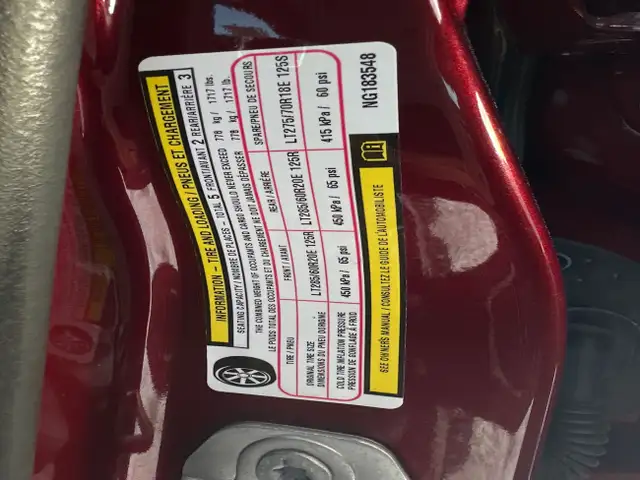 INFORMATION – TIRE AND LOADING / PNEUS ET CHARGEMENT
SEATING CAPACITY / NOMBRE DE PLACES – TOTAL 5 FRONT/AVANT 2 REAR/ARRIÈRE 3
THE COMBINED WEIGHT OF OCCUPANTS AND CARGO SHOULD NEVER EXCEED 778 kg / 1717 lbs.
LE POIDS TOTAL DES OCCUPANTS ET DU CHARGEMENT NE DOIT JAMAIS DÉPASSER 778 kg / 1717 lb.
TIRE / PNEU FRONT / AVANT REAR / ARRIÈRE SPARE/PNEU DE SECOURS
ORIGINAL TIRE SIZE
DIMENSIONS DU PNEU D'ORIGINE
LT285/60R20E 125R LT285/60R20E 125R LT275/70R18E 125S
COLD TIRE INFLATION PRESSURE
PRESSION DE GONFLAGE À FROID
450 kPa / 65 psi 450 kPa / 65 psi 415 kPa / 60 psi
SEE OWNERS MANUAL / CONSULTEZ LE GUIDE DE L'AUTOMOBILISTE
NG183548